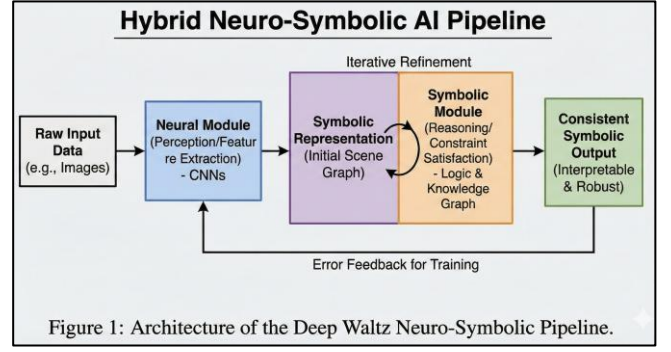 Hybrid Neuro-Symbolic AI Pipeline
Iterative Refinement
Raw Input
Data
(e.g., Images)
Neural Module
(Perception/Featur
re Extraction)
- CNNs
Symbolic
Representation
(Initial Scene
Graph)
Symbolic
Module
(Reasoning/
Constraint
Satisfaction)
- Logic &
Knowledge
Graph
Consistent
Symbolic
Output
(Interpretable
& Robust)
Error Feedback for Training
Figure 1: Architecture of the Deep Waltz Neuro-Symbolic Pipeline.